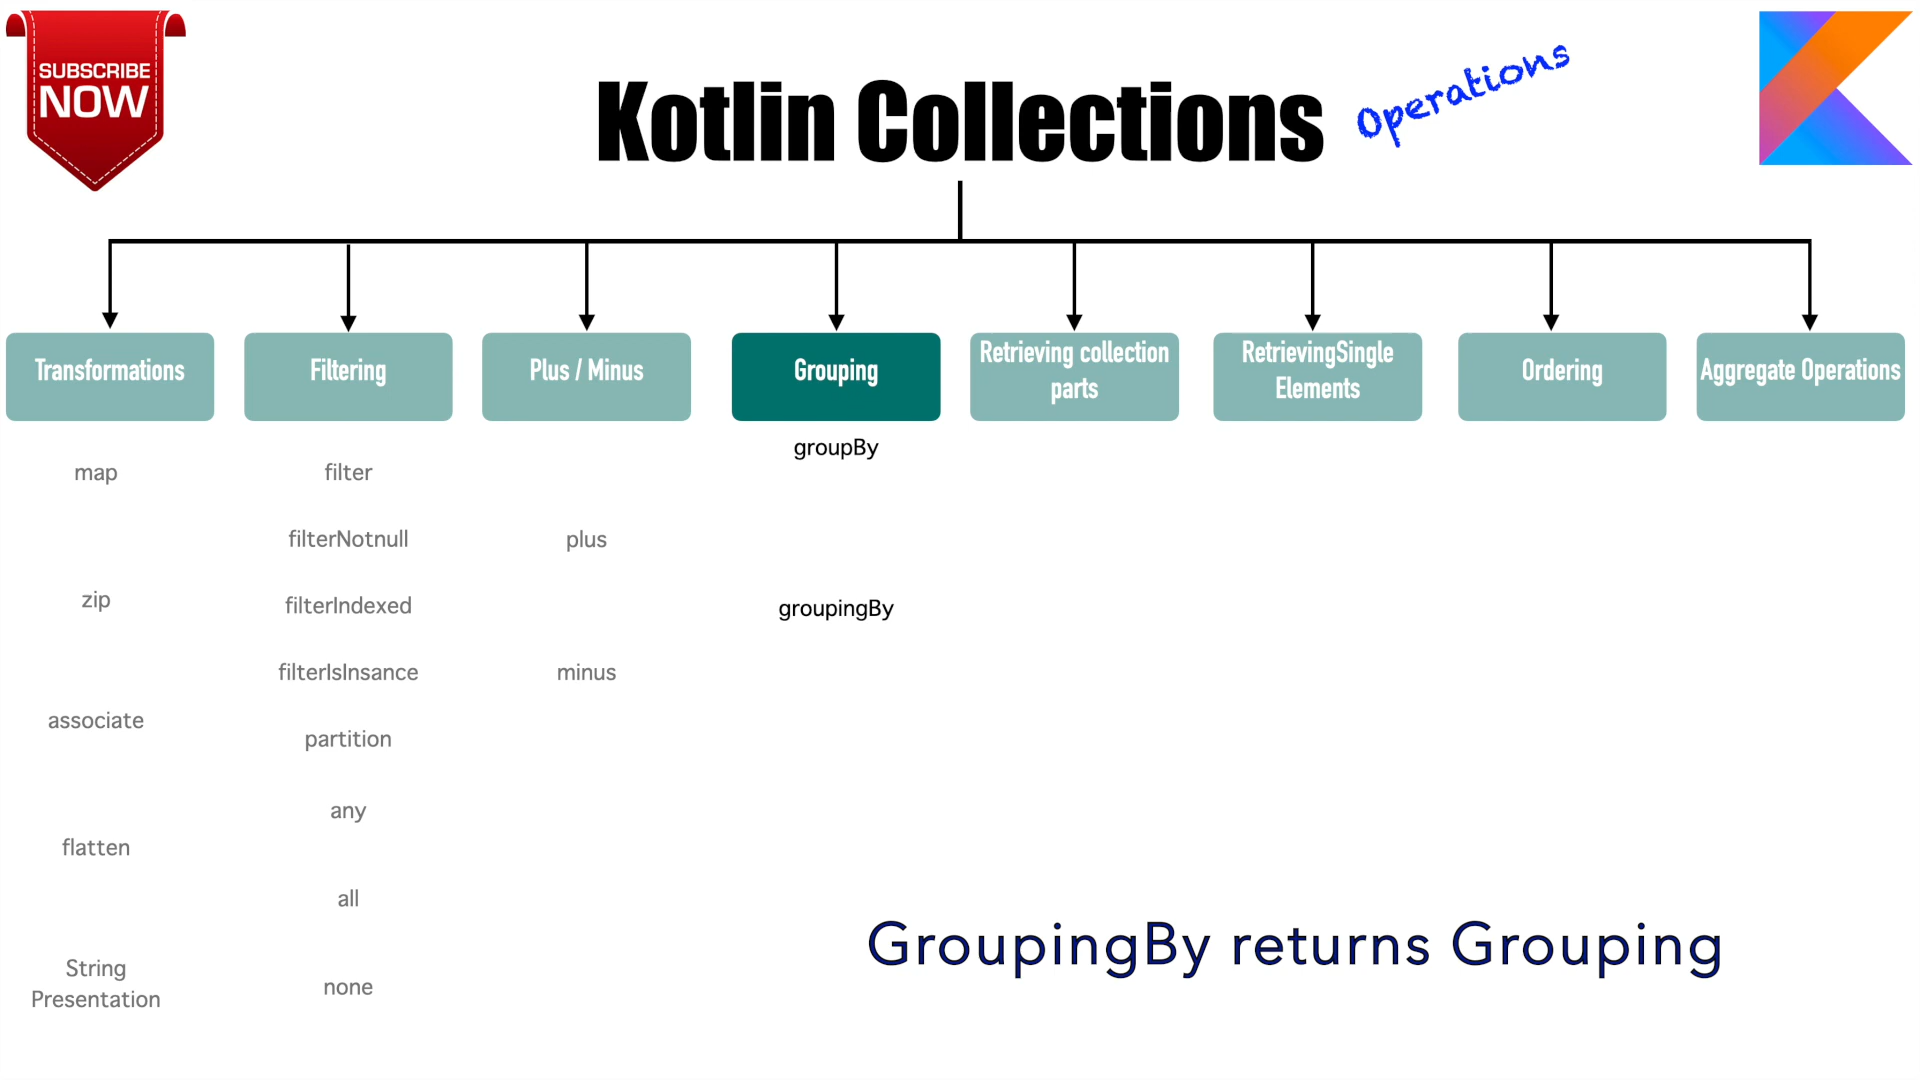 SUBSCRIBE
NOW
Kotlin Collections
Operations
Transformations
Filtering
Plus / Minus
Grouping
Retrieving collection
parts
RetrievingSingle
Elements
Ordering
Aggregate Operations
map
zip
associate
flatten
String
Presentation
filter
filterNotnull
filterIndexed
filterIsInsance
partition
any
all
none
plus
minus
groupBy
groupingBy
GroupingBy returns Grouping